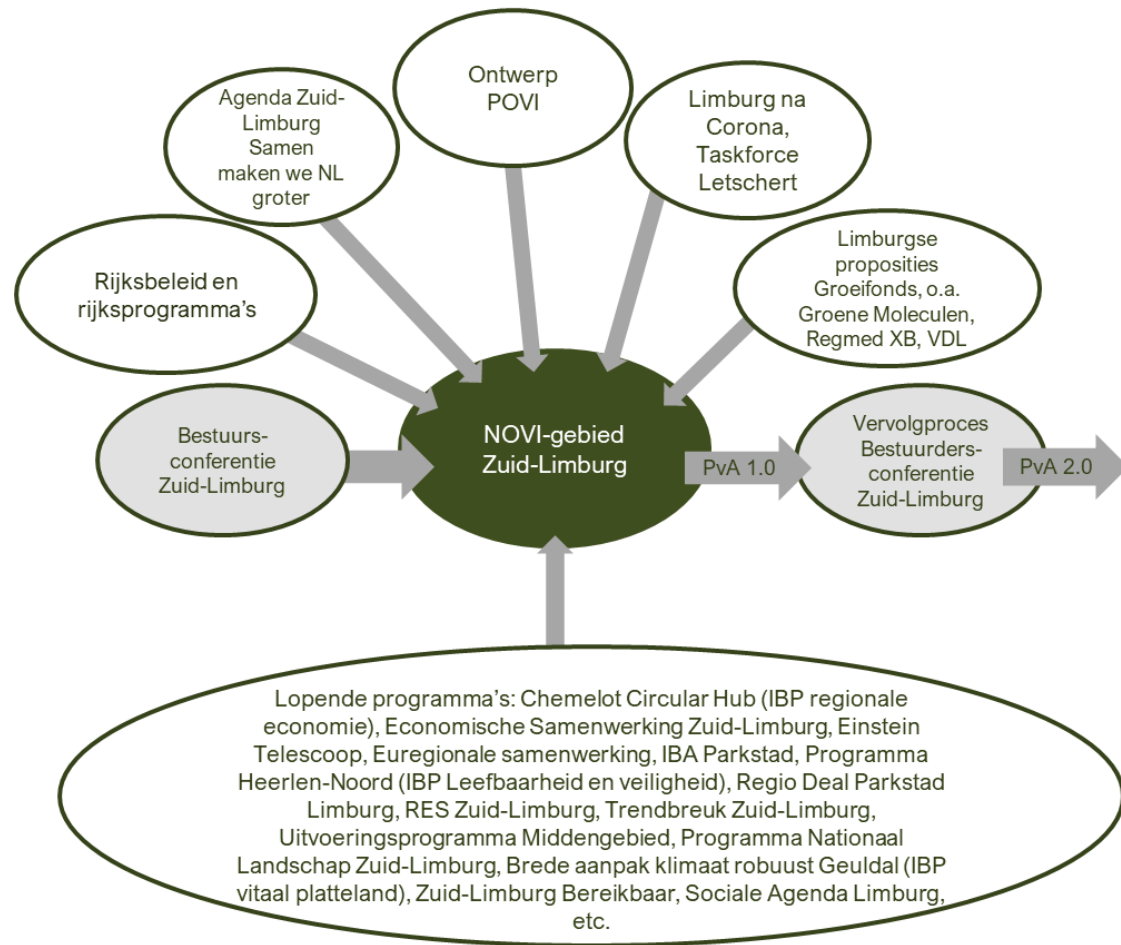 Ontwerp
POVI
Agenda Zuid-
Limburg
Samen
maken we NL
groter
Limburg na
Corona,
Taskforce
Letschert
Rijksbeleid en
rijksprogramma's
Limburgse
proposities
Groeifonds, o.a.
Groene Moleculen,
Regmed XB, VDL
Bestuurs-
conferentie
Zuid-Limburg
NOVI-gebied
Zuid-Limburg
PvA 1.0
Vervolgproces
Bestuurders-
conferentie
Zuid-Limburg
PvA 2.0
Lopende programma's: Chemelot Circular Hub (IBP regionale
economie), Economische Samenwerking Zuid-Limburg, Einstein
Telescoop, Euregionale samenwerking, IBA Parkstad, Programma
Heerlen-Noord (IBP Leefbaarheid en veiligheid), Regio Deal Parkstad
Limburg, RES Zuid-Limburg, Trendbreuk Zuid-Limburg,
Uitvoeringsprogramma Middengebied, Programma Nationaal
Landschap Zuid-Limburg, Brede aanpak klimaat robuust Geuldal (IBP
vitaal platteland), Zuid-Limburg Bereikbaar, Sociale Agenda Limburg,
etc.